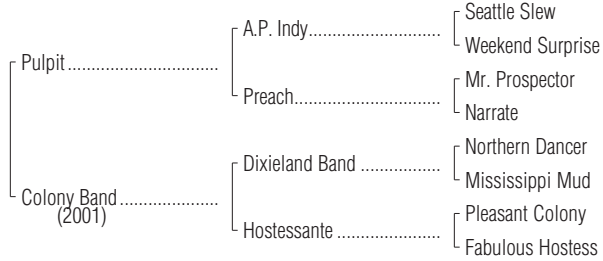 Seattle Slew
A.P. Indy
Weekend Surprise
Pulpit
Mr. Prospector
Preach
Narrate
Northern Dancer
Dixieland Band
Mississippi Mud
Colony Band
(2001)
Pleasant Colony
Hostessante
Fabulous Hostess